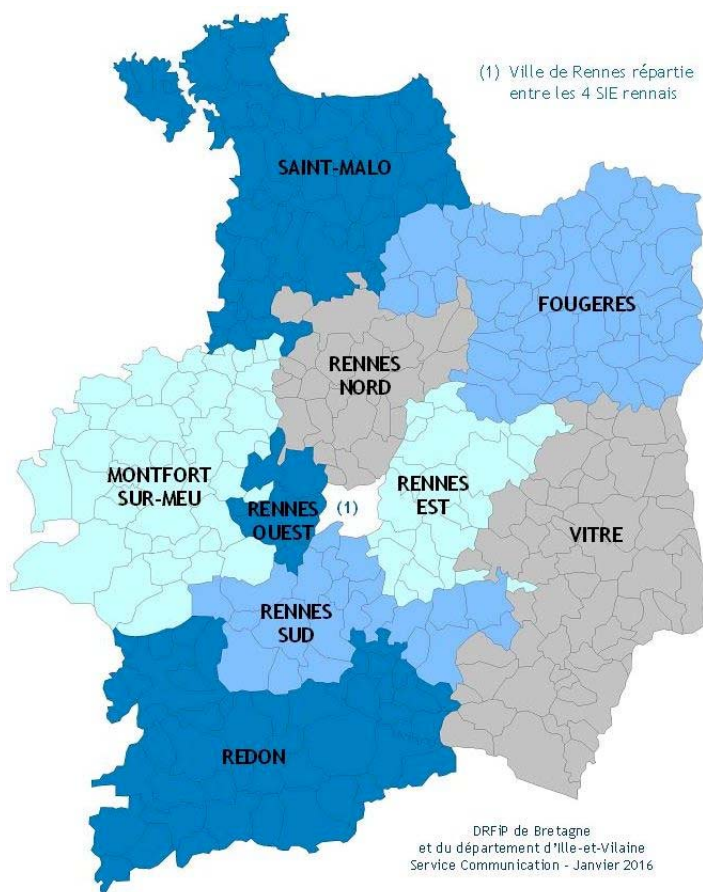 (1) Ville de Rennes répartie
entre les 4 SIE rennais
SAINT-MALO
FOUGERES
RENNES
NORD
MONTFORT
SUR-MEU
RENNES
OUEST
(1)
RENNES
EST
VITRE
RENNES
SUD
REDON
DRFiP de Bretagne
et du département d'Ille-et-Vilaine
Service Communication - Janvier 2016